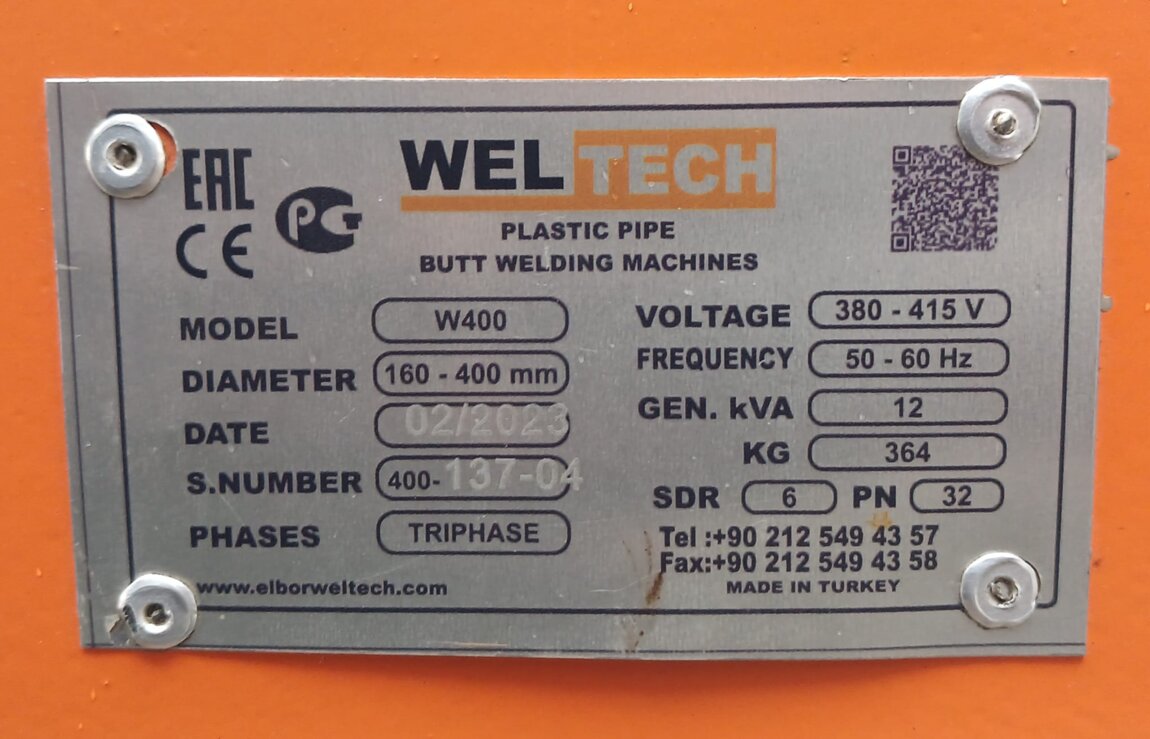 EAC
CE
PG
WELTECH
PLASTIC PIPE
BUTT WELDING MACHINES
MODEL W400
DIAMETER 160 - 400 mm
DATE 02/2023
S.NUMBER 400-137-04
PHASES TRIPHASE
www.elborweltech.com
VOLTAGE 380 - 415 V
FREQUENCY 50 - 60 Hz
GEN. kVA 12
KG 364
SDR 6 PN 32
Tel :+90 212 549 43 57
Fax:+90 212 549 43 58
MADE IN TURKEY